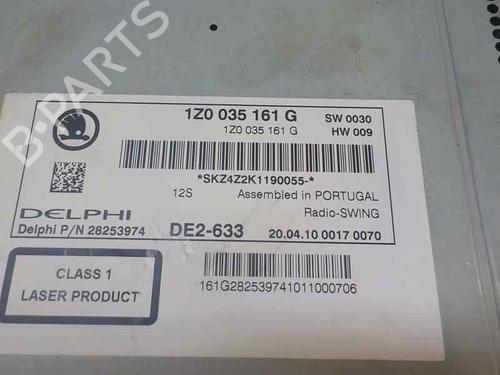 1Z0 035 161 G
SW 0030
1Z0 035 161 G
HW 009
*SKZ4Z2K1190055-*
12S
Assembled in PORTUGAL
Radio-SWING
DELPHI
Delphi P/N 28253974
DE2-633
20.04.10 0017 0070
CLASS 1
LASER PRODUCT
161G282539741011000706
B-PARTS